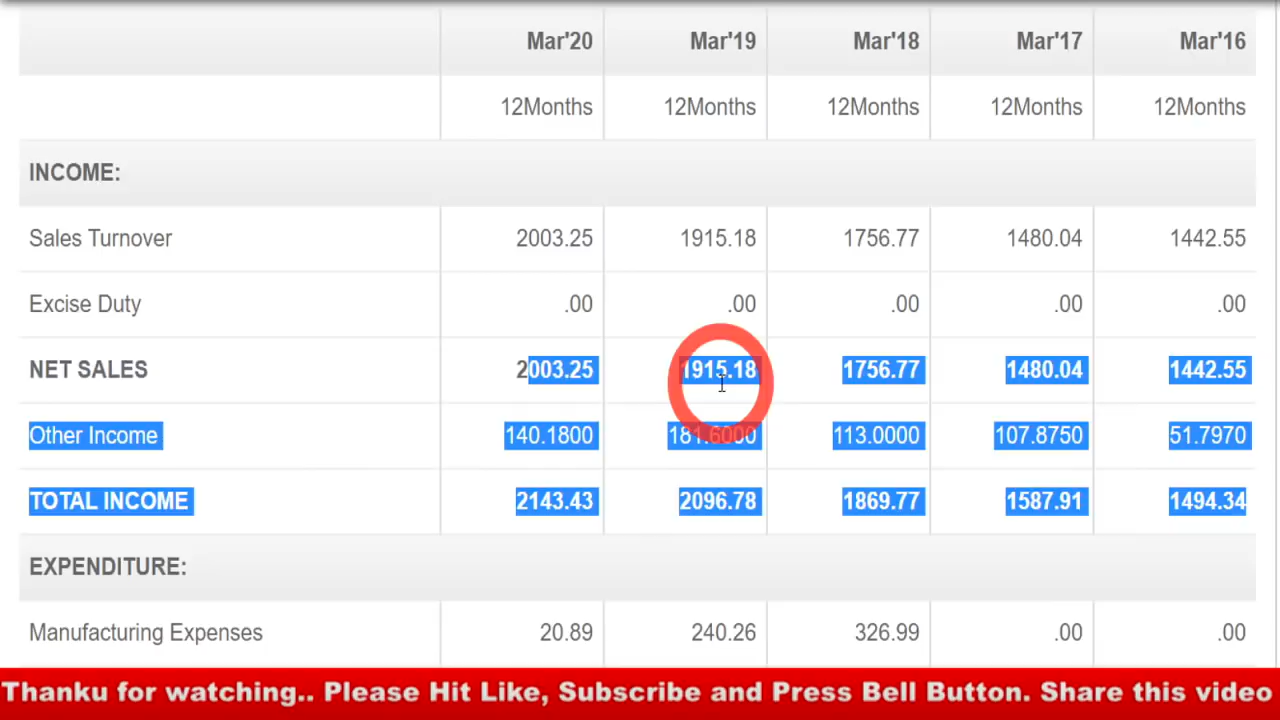 Mar'20 Mar'19 Mar'18 Mar'17 Mar'16
12Months 12Months 12Months 12Months 12Months
INCOME:
Sales Turnover 2003.25 1915.18 1756.77 1480.04 1442.55
Excise Duty .00 .00 .00 .00 .00
NET SALES 2003.25 1915.18 1756.77 1480.04 1442.55
Other Income 140.1800 181.6000 113.0000 107.8750 51.7970
TOTAL INCOME 2143.43 2096.78 1869.77 1587.91 1494.34
EXPENDITURE:
Manufacturing Expenses 20.89 240.26 326.99 .00 .00
Thanku for watching.. Please Hit Like, Subscribe and Press Bell Button. Share this video